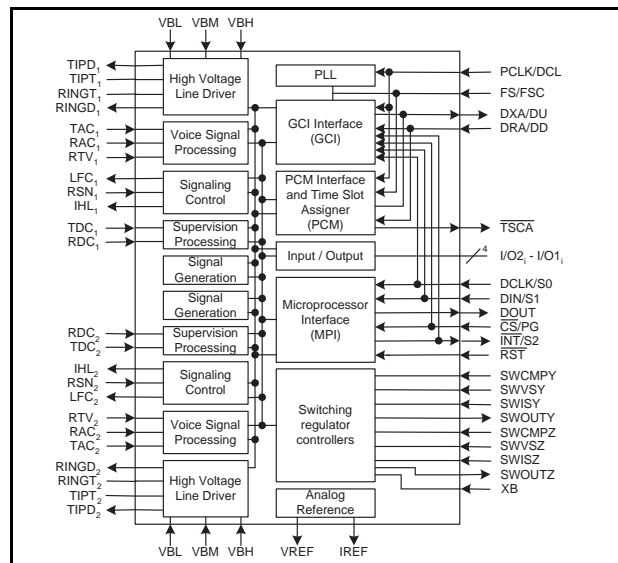 VBL VBM VBH
TIPD1
TIPT1
RINGT1
RINGD1
High Voltage
Line Driver
TAC1
RAC1
RTV1
Voice Signal
Processing
LFC1
RSN1
IHL1
Signaling
Control
TDC1
RDC1
Supervision
Processing
Signal
Generation
Signal
Generation
RDC2
TDC2
Supervision
Processing
IHL2
RSN2
LFC2
Signaling
Control
RTV2
RAC2
TAC2
Voice Signal
Processing
RINGD2
RINGT2
TIPT2
TIPD2
High Voltage
Line Driver
VBL VBM VBH
PLL
GCI Interface
(GCI)
PCM Interface
and Time Slot
Assigner
(PCM)
Input / Output
Microprocessor
Interface
(MPI)
Switching
regulator
controllers
Analog
Reference
VREF IREF
PCLK/DCL
FS/FSC
DXA/DU
DRA/DD
TSCA
4
I/O2i - I/O1i
DCLK/S0
DIN/S1
DOUT
CS/PG
INT/S2
RST
SWCMPY
SWVSY
SWISY
SWOUTY
SWCMPZ
SWVSZ
SWISZ
SWOUTZ
XB